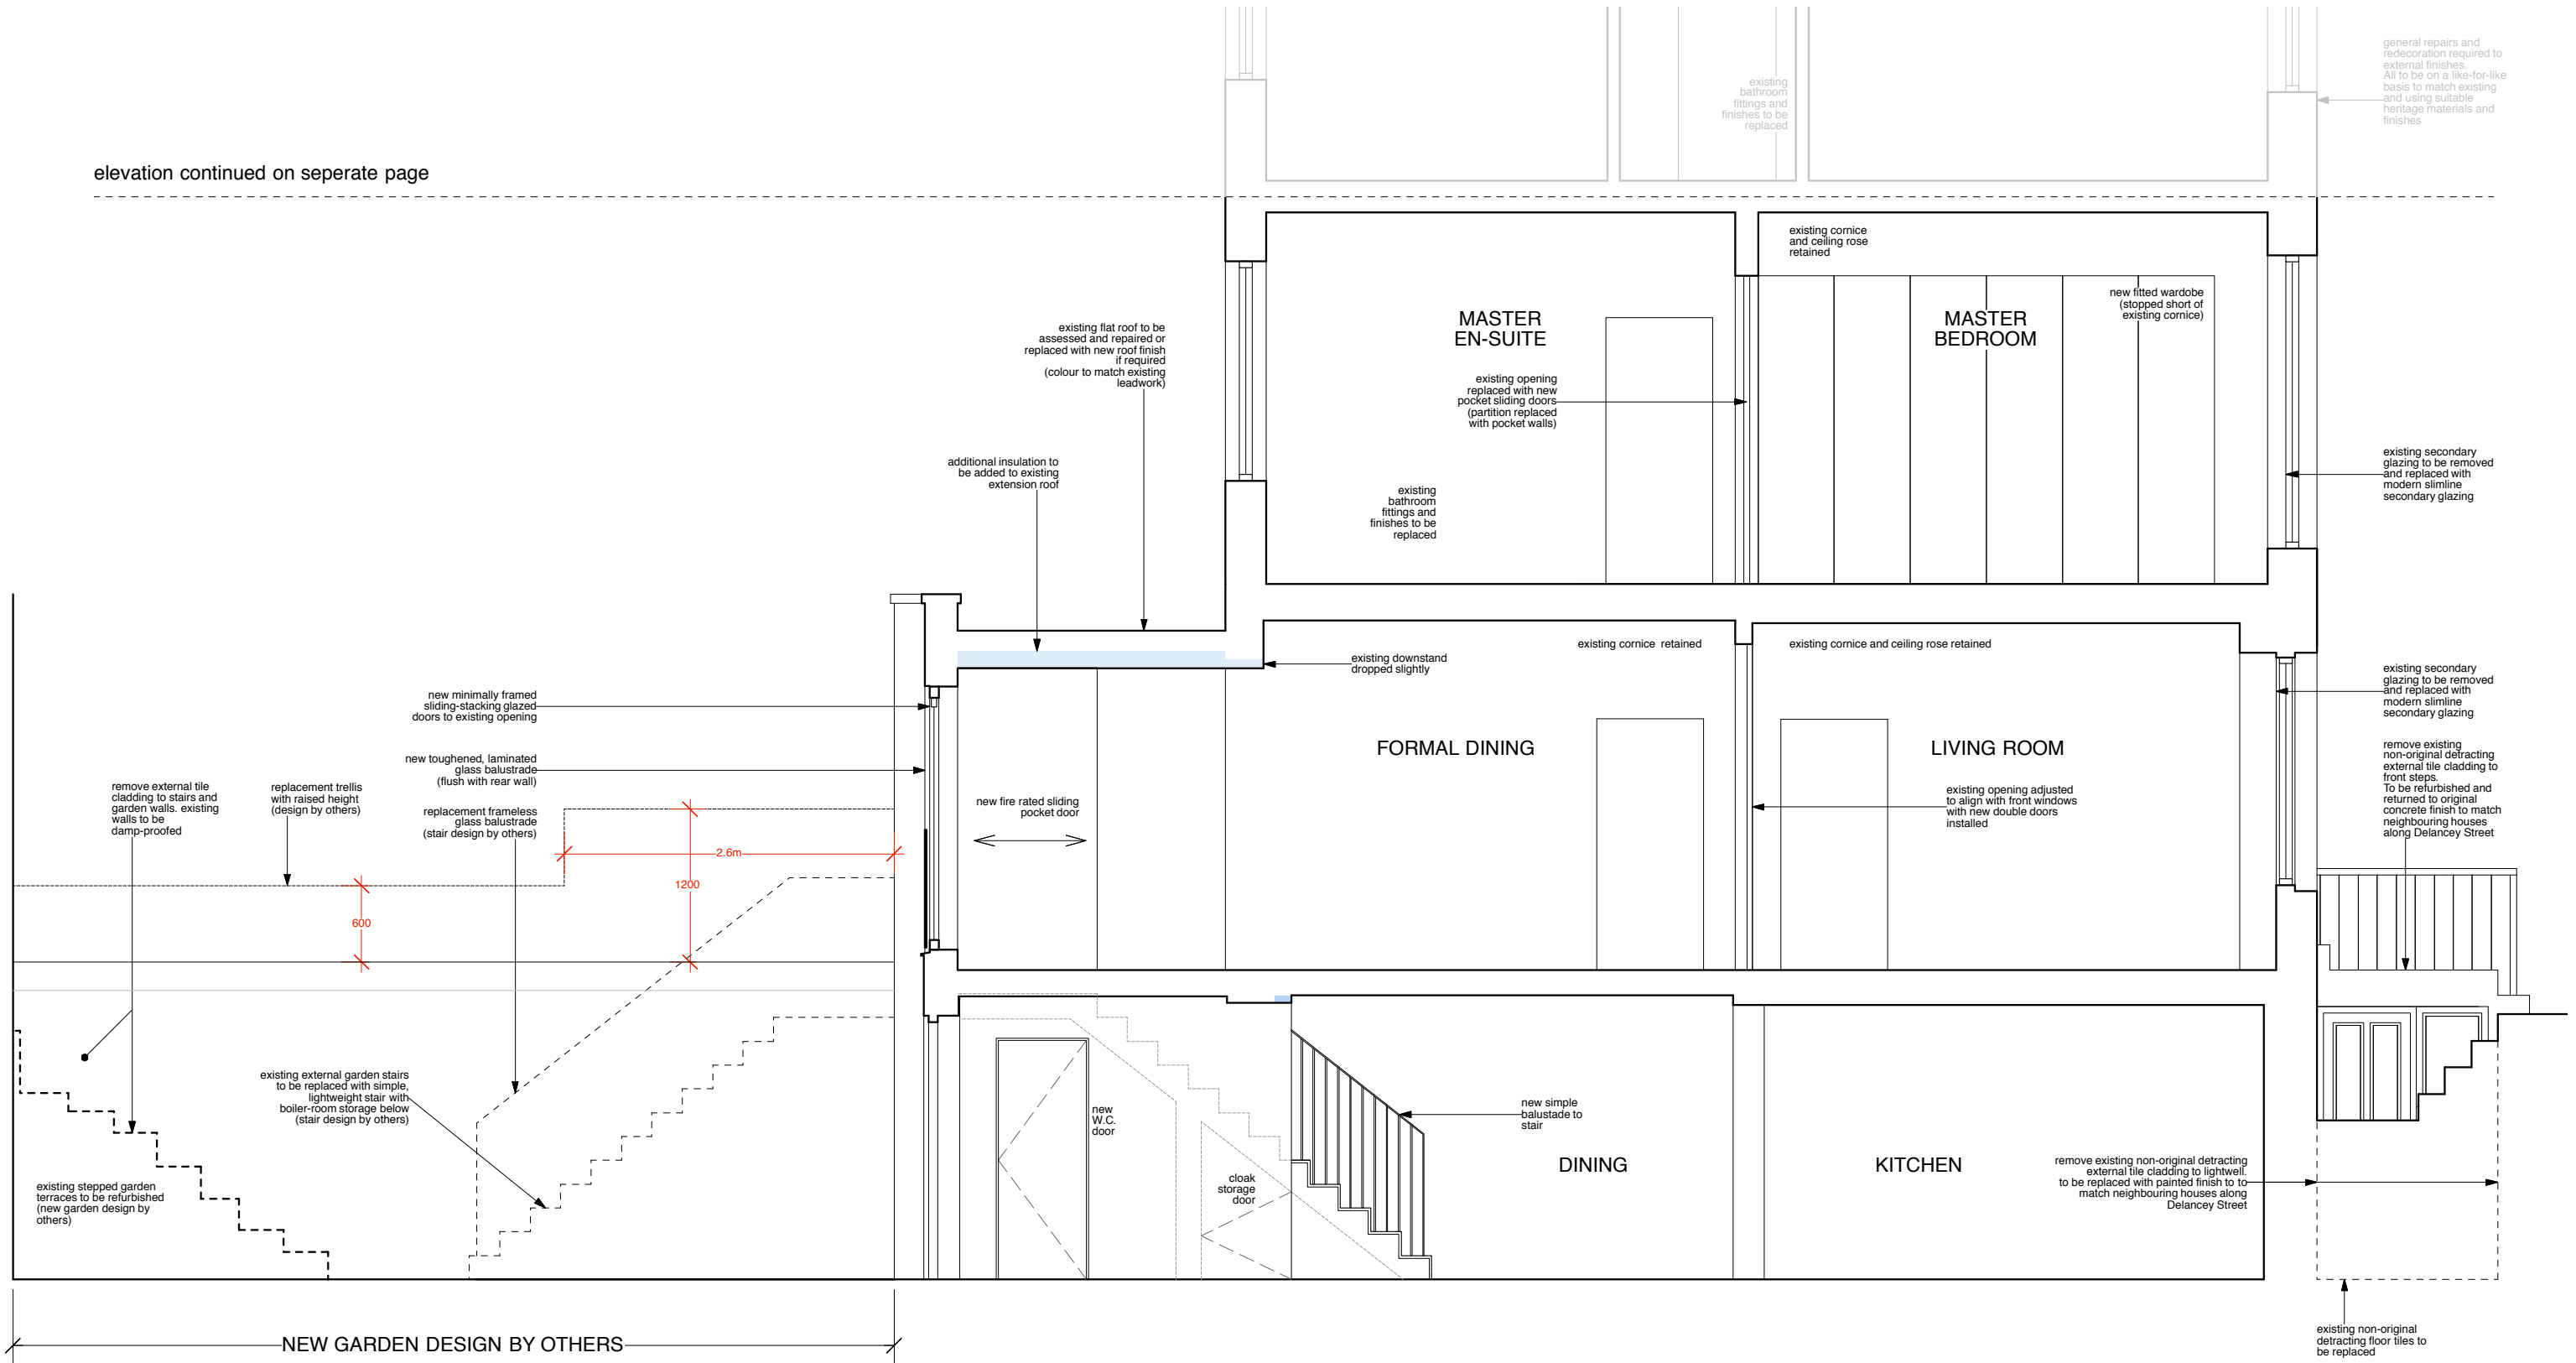 general repairs and
redecoration required to
external finishes.
All to be on a like-for-like
basis to match existing
and using suitable
heritage materials and
finishes
existing
bathroom
fittings and
finishes to be
replaced
elevation continued on seperate page
existing cornice
and ceiling rose
retained
new fitted wardobe
(stopped short of
existing cornice)
MASTER
EN-SUITE
MASTER
BEDROOM
existing flat roof to be
assessed and repaired or
replaced with new roof finish
if required
(colour to match existing
leadwork)
existing opening
replaced with new
pocket sliding doors
(partition replaced
with pocket walls)
additional insulation to
be added to existing
extension roof
existing
bathroom
fittings and
finishes to be
replaced
existing secondary
glazing to be removed
and replaced with
modern slimline
secondary glazing
existing cornice retained
existing cornice and ceiling rose retained
existing downstand
dropped slightly
existing secondary
glazing to be removed
and replaced with
modern slimline
secondary glazing
new minimally framed
sliding-stacking glazed
doors to existing opening
FORMAL DINING
LIVING ROOM
new toughened, laminated
glass balustrade
(flush with rear wall)
remove existing
non-original detracting
external tile cladding to
front steps.
To be refurbished and
returned to original
concrete finish to match
neighbouring houses
along Delancey Street
remove external tile
cladding to stairs and
garden walls. existing
walls to be
damp-proofed
replacement trellis
with raised height
(design by others)
replacement frameless
glass balustrade
(stair design by others)
new fire rated sliding
pocket door
existing opening adjusted
to align with front windows
with new double doors
installed
2.6m
1200
600
existing external garden stairs
to be replaced with simple,
lightweight stair with
boiler-room storage below
(stair design by others)
new
W.C.
door
new simple
balustade to
stair
DINING
KITCHEN
cloak
storage
door
remove existing non-original detracting
external tile cladding to lightwell.
to be replaced with painted finish to to
match neighbouring houses along
Delancey Street
existing stepped garden
terraces to be refurbished
(new garden design by
others)
NEW GARDEN DESIGN BY OTHERS
existing non-original
detracting floor tiles to
be replaced